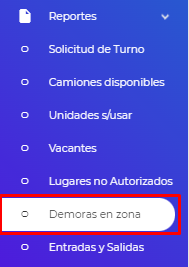 Reportes
Solicitud de Turno
Camiones disponibles
Unidades s/usar
Vacantes
Lugares no Autorizados
Demoras en zona
Entradas y Salidas